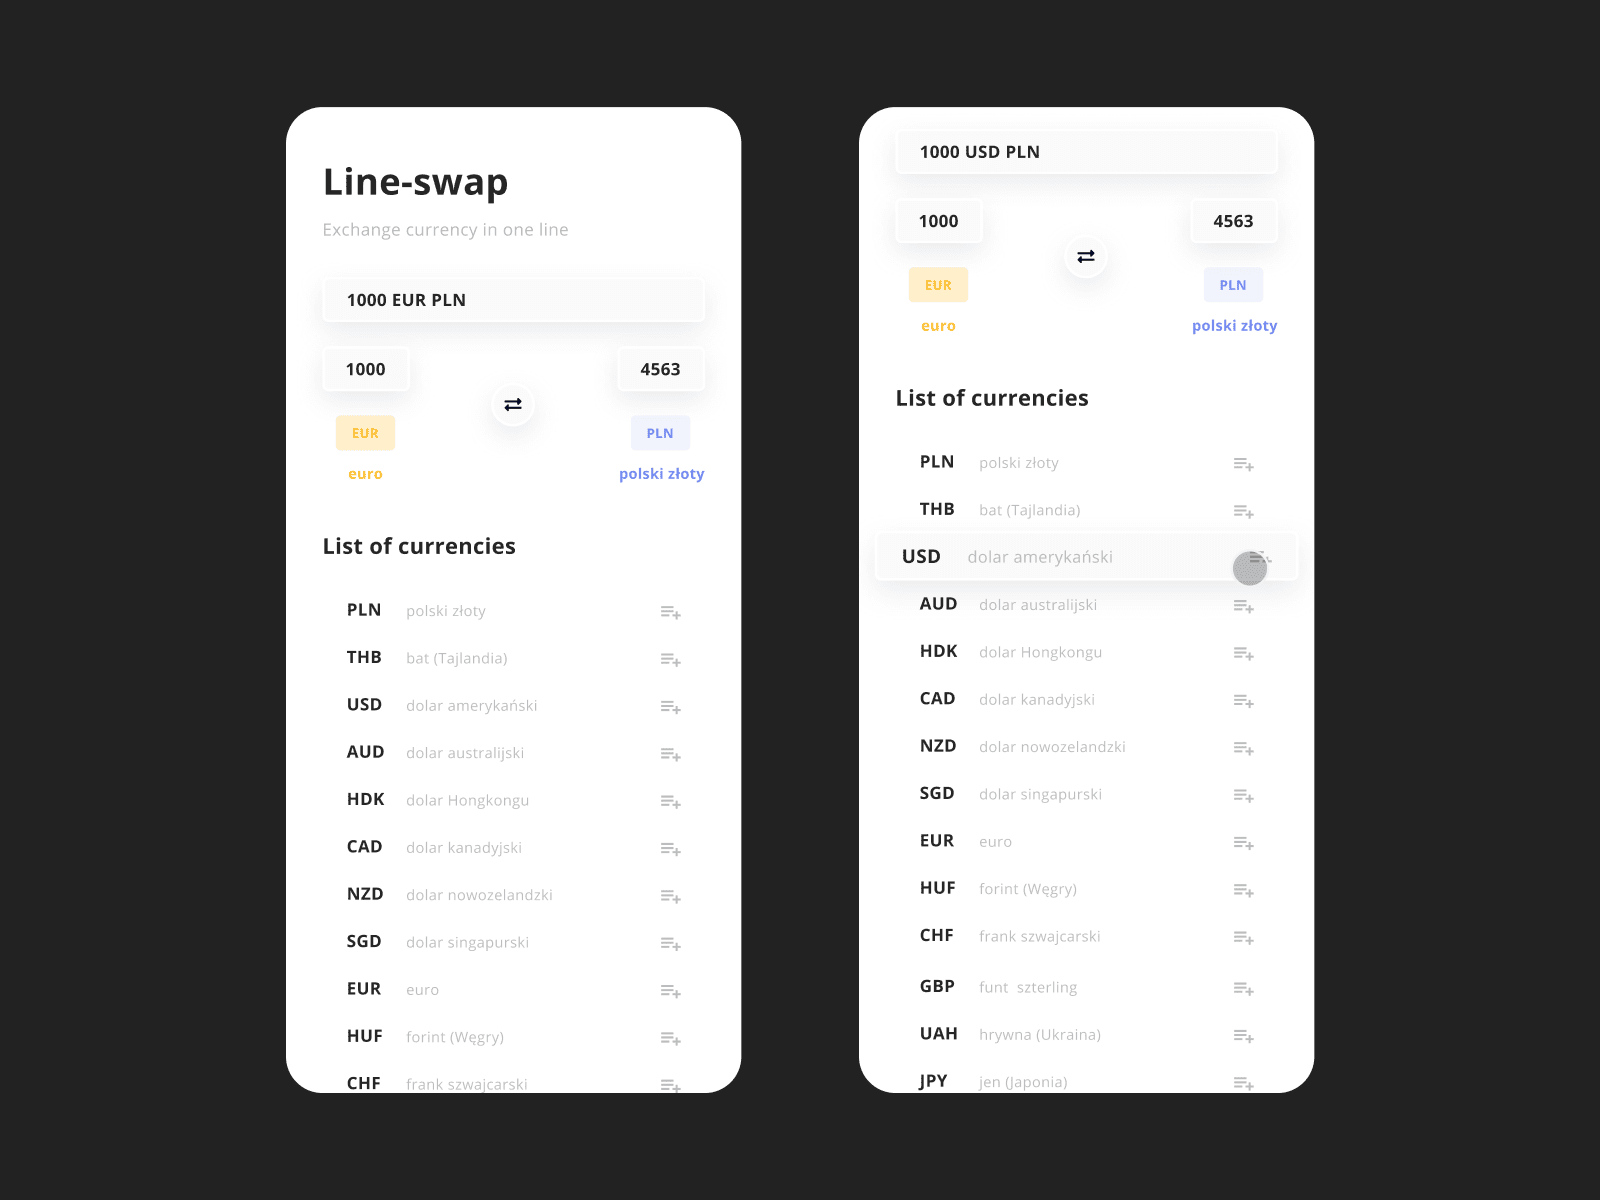 Line-swap
Exchange currency in one line
1000 EUR PLN
1000
4563
EUR
PLN
euro
polski złoty
List of currencies
PLN polski złoty
THB bat (Tajlandia)
USD dolar amerykański
AUD dolar australijski
HDK dolar Hongkongu
CAD dolar kanadyjski
NZD dolar nowozelandzki
SGD dolar singapurski
EUR euro
HUF forint (Węgry)
CHF frank szwajcarski
1000 USD PLN
1000
4563
EUR
PLN
euro
polski złoty
List of currencies
PLN polski złoty
THB bat (Tajlandia)
USD dolar amerykański
AUD dolar australijski
HDK dolar Hongkongu
CAD dolar kanadyjski
NZD dolar nowozelandzki
SGD dolar singapurski
EUR euro
HUF forint (Węgry)
CHF frank szwajcarski
GBP funt szterling
UAH hrywna (Ukraina)
JPY jen (Japonia)